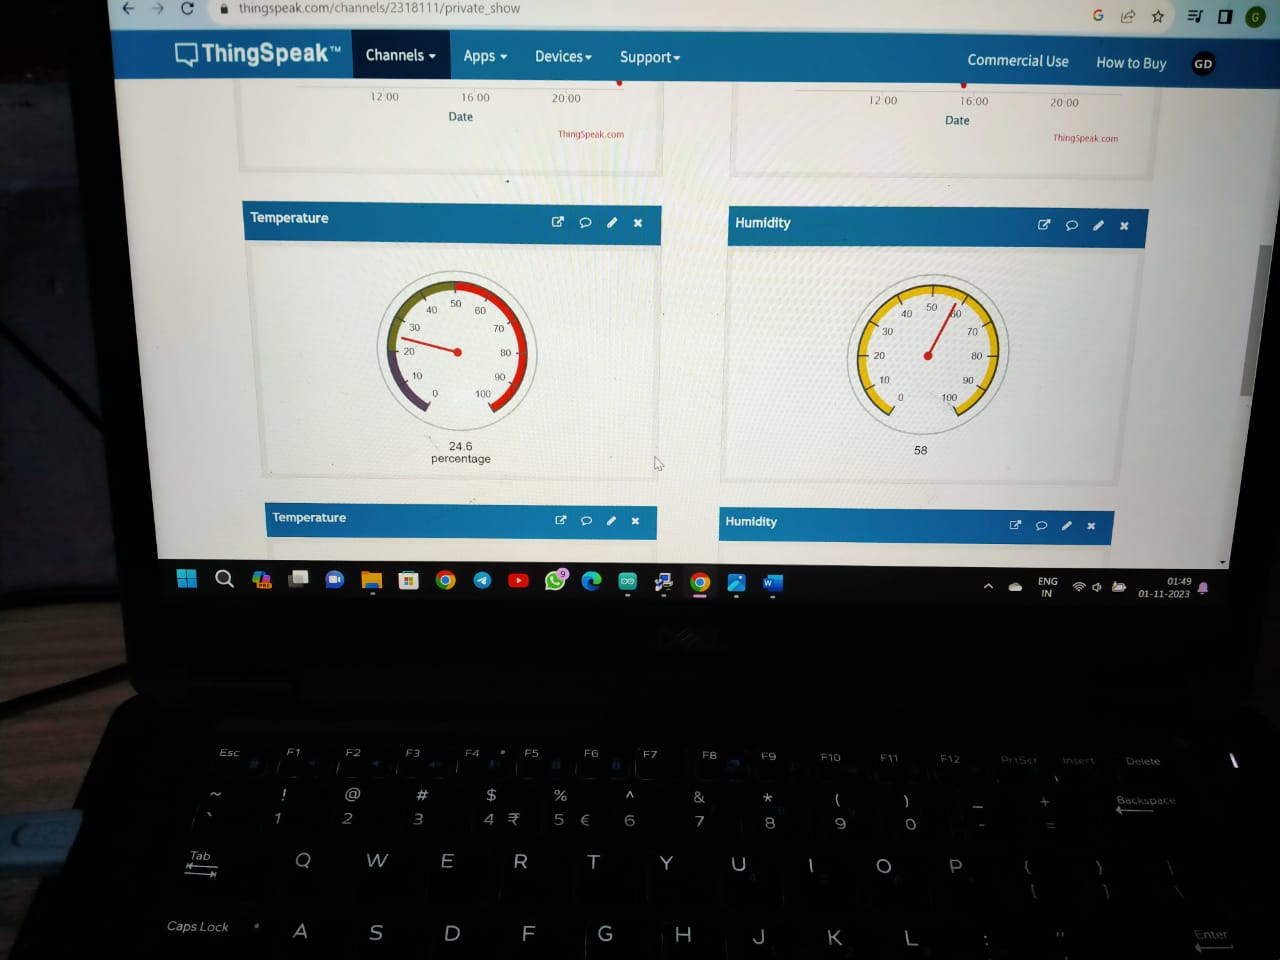 thingspeak.com/channels/2318111/private_show
G
ThingSpeak™ Channels Apps Devices Support Commercial Use How to Buy GD
12:00 16:00 20:00
Date
ThingSpeak.com
12:00 16:00 20:00
Date
ThingSpeak.com
Temperature
0 10 20 30 40 50 60 70 80 90 100
24.6
percentage
Humidity
0 10 20 30 40 50 60 70 80 90 100
58
Temperature
Humidity
PRE
9
W
ENG
IN
01:49
01-11-2023
DELL
Esc F1 F2 F3 F4 F5 F6 F7 F8 F9 F10 F11 F12 PrtScr Insert Delete
~ ! @ # $ % ^ & * ( ) _ + Backspace
` 1 2 3 4 ₹ 5 € 6 7 8 9 0 - =
Tab Q W E R T Y U I O P { } |
[ ] \
Caps Lock A S D F G H J K L : " Enter